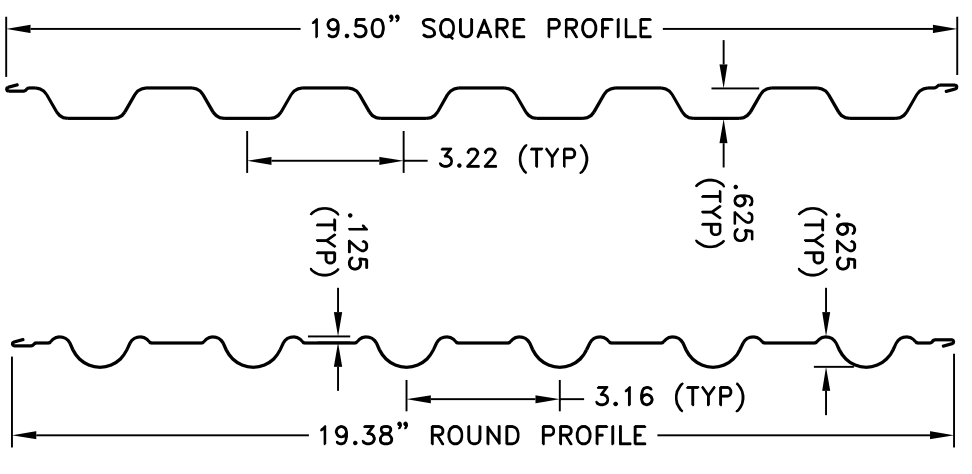 19.50” SQUARE PROFILE
3.22 (TYP)
.625
(TYP)
.125
(TYP)
.625
(TYP)
3.16 (TYP)
19.38” ROUND PROFILE